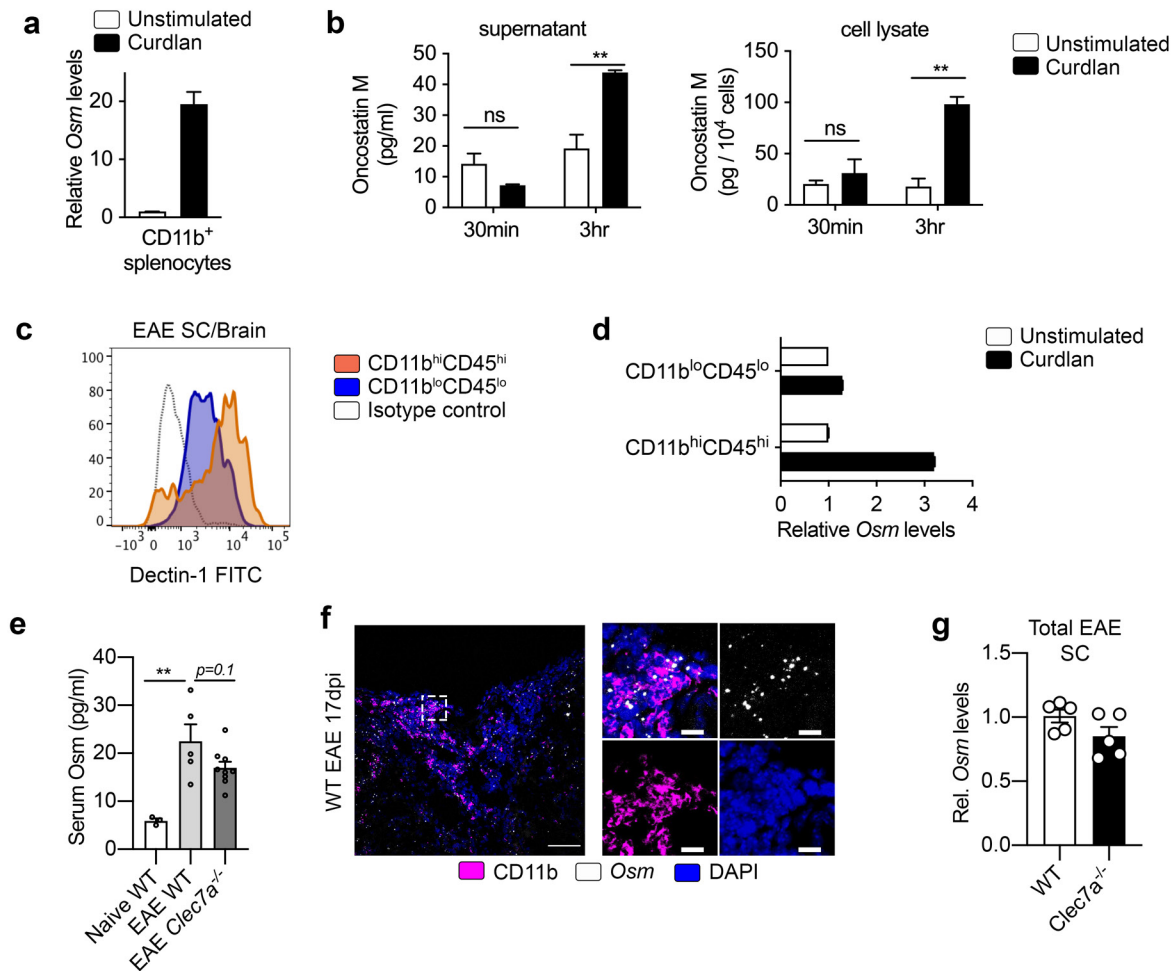 a
Unstimulated
Curdlan
Relative Osm levels
20
10
0
CD11b+
splenocytes
b
supernatant
Oncostatin M
(pg/ml)
50
40
30
20
10
0
ns
**
30min
3hr
cell lysate
Oncostatin M
(pg / 10^4 cells)
150
100
50
0
ns
**
30min
3hr
Unstimulated
Curdlan
c
EAE SC/Brain
100
80
60
40
20
0
-10^3
0
10^3
10^4
10^5
Dectin-1 FITC
CD11bhiCD45hi
CD11bloCD45lo
Isotype control
d
CD11bloCD45lo
CD11bhiCD45hi
0 1 2 3 4
Relative Osm levels
Unstimulated
Curdlan
e
Serum Osm (pg/ml)
40
30
20
10
0
**
p=0.1
Naive WT
EAE WT
EAE Clec7a-/-
f
WT EAE 17dpi
CD11b
Osm
DAPI
g
Total EAE
SC
Rel. Osm levels
1.5
1.0
0.5
0.0
WT
Clec7a-/-